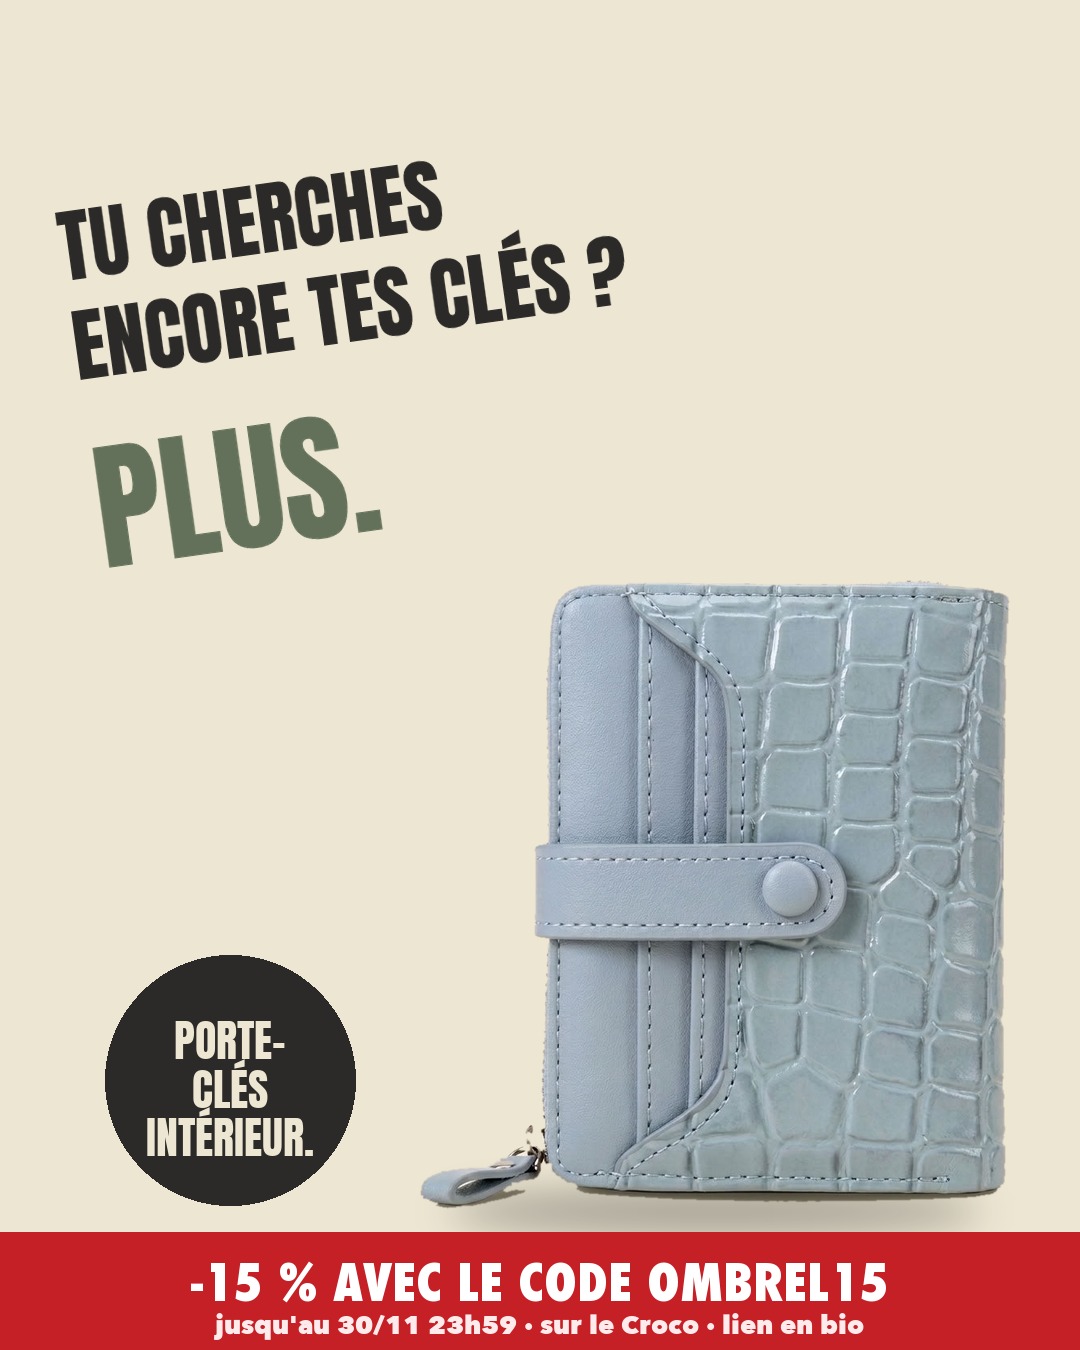 TU CHERCHES
ENCORE TES CLÉS ?
PLUS.
PORTE-
CLÉS
INTÉRIEUR.
-15 % AVEC LE CODE OMBREL15
jusqu'au 30/11 23h59 · sur le Croco · lien en bio